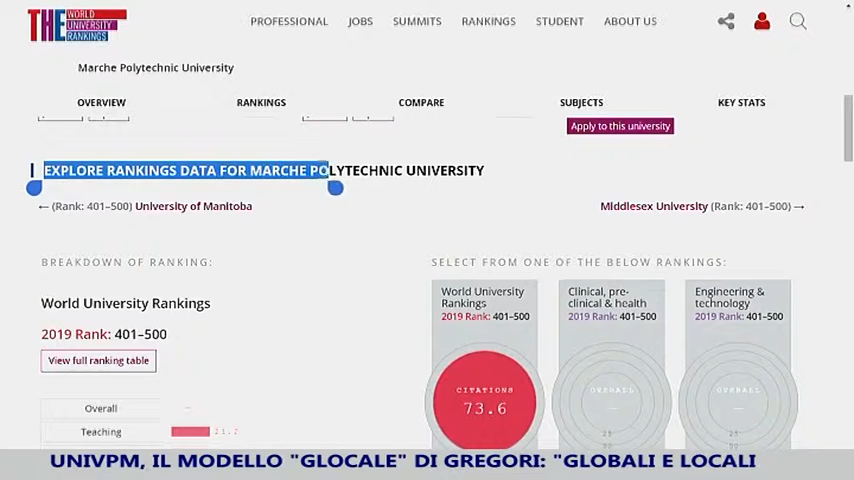 THE WORLD UNIVERSITY RANKINGS
PROFESSIONAL JOBS SUMMITS RANKINGS STUDENT ABOUT US
Marche Polytechnic University
OVERVIEW RANKINGS COMPARE SUBJECTS KEY STATS
Apply to this university
EXPLORE RANKINGS DATA FOR MARCHE POLYTECHNIC UNIVERSITY
← (Rank: 401–500) University of Manitoba
Middlesex University (Rank: 401–500) →
BREAKDOWN OF RANKING:
World University Rankings
2019 Rank: 401–500
View full ranking table
Overall –
Teaching
SELECT FROM ONE OF THE BELOW RANKINGS:
World University Rankings
2019 Rank: 401–500
CITATIONS
73.6
Clinical, pre-
clinical & health
2019 Rank: 401–500
OVERALL
—
Engineering &
technology
2019 Rank: 401–500
OVERALL
—
UNIVPM, IL MODELLO "GLOCALE" DI GREGORI: "GLOBALI E LOCALI